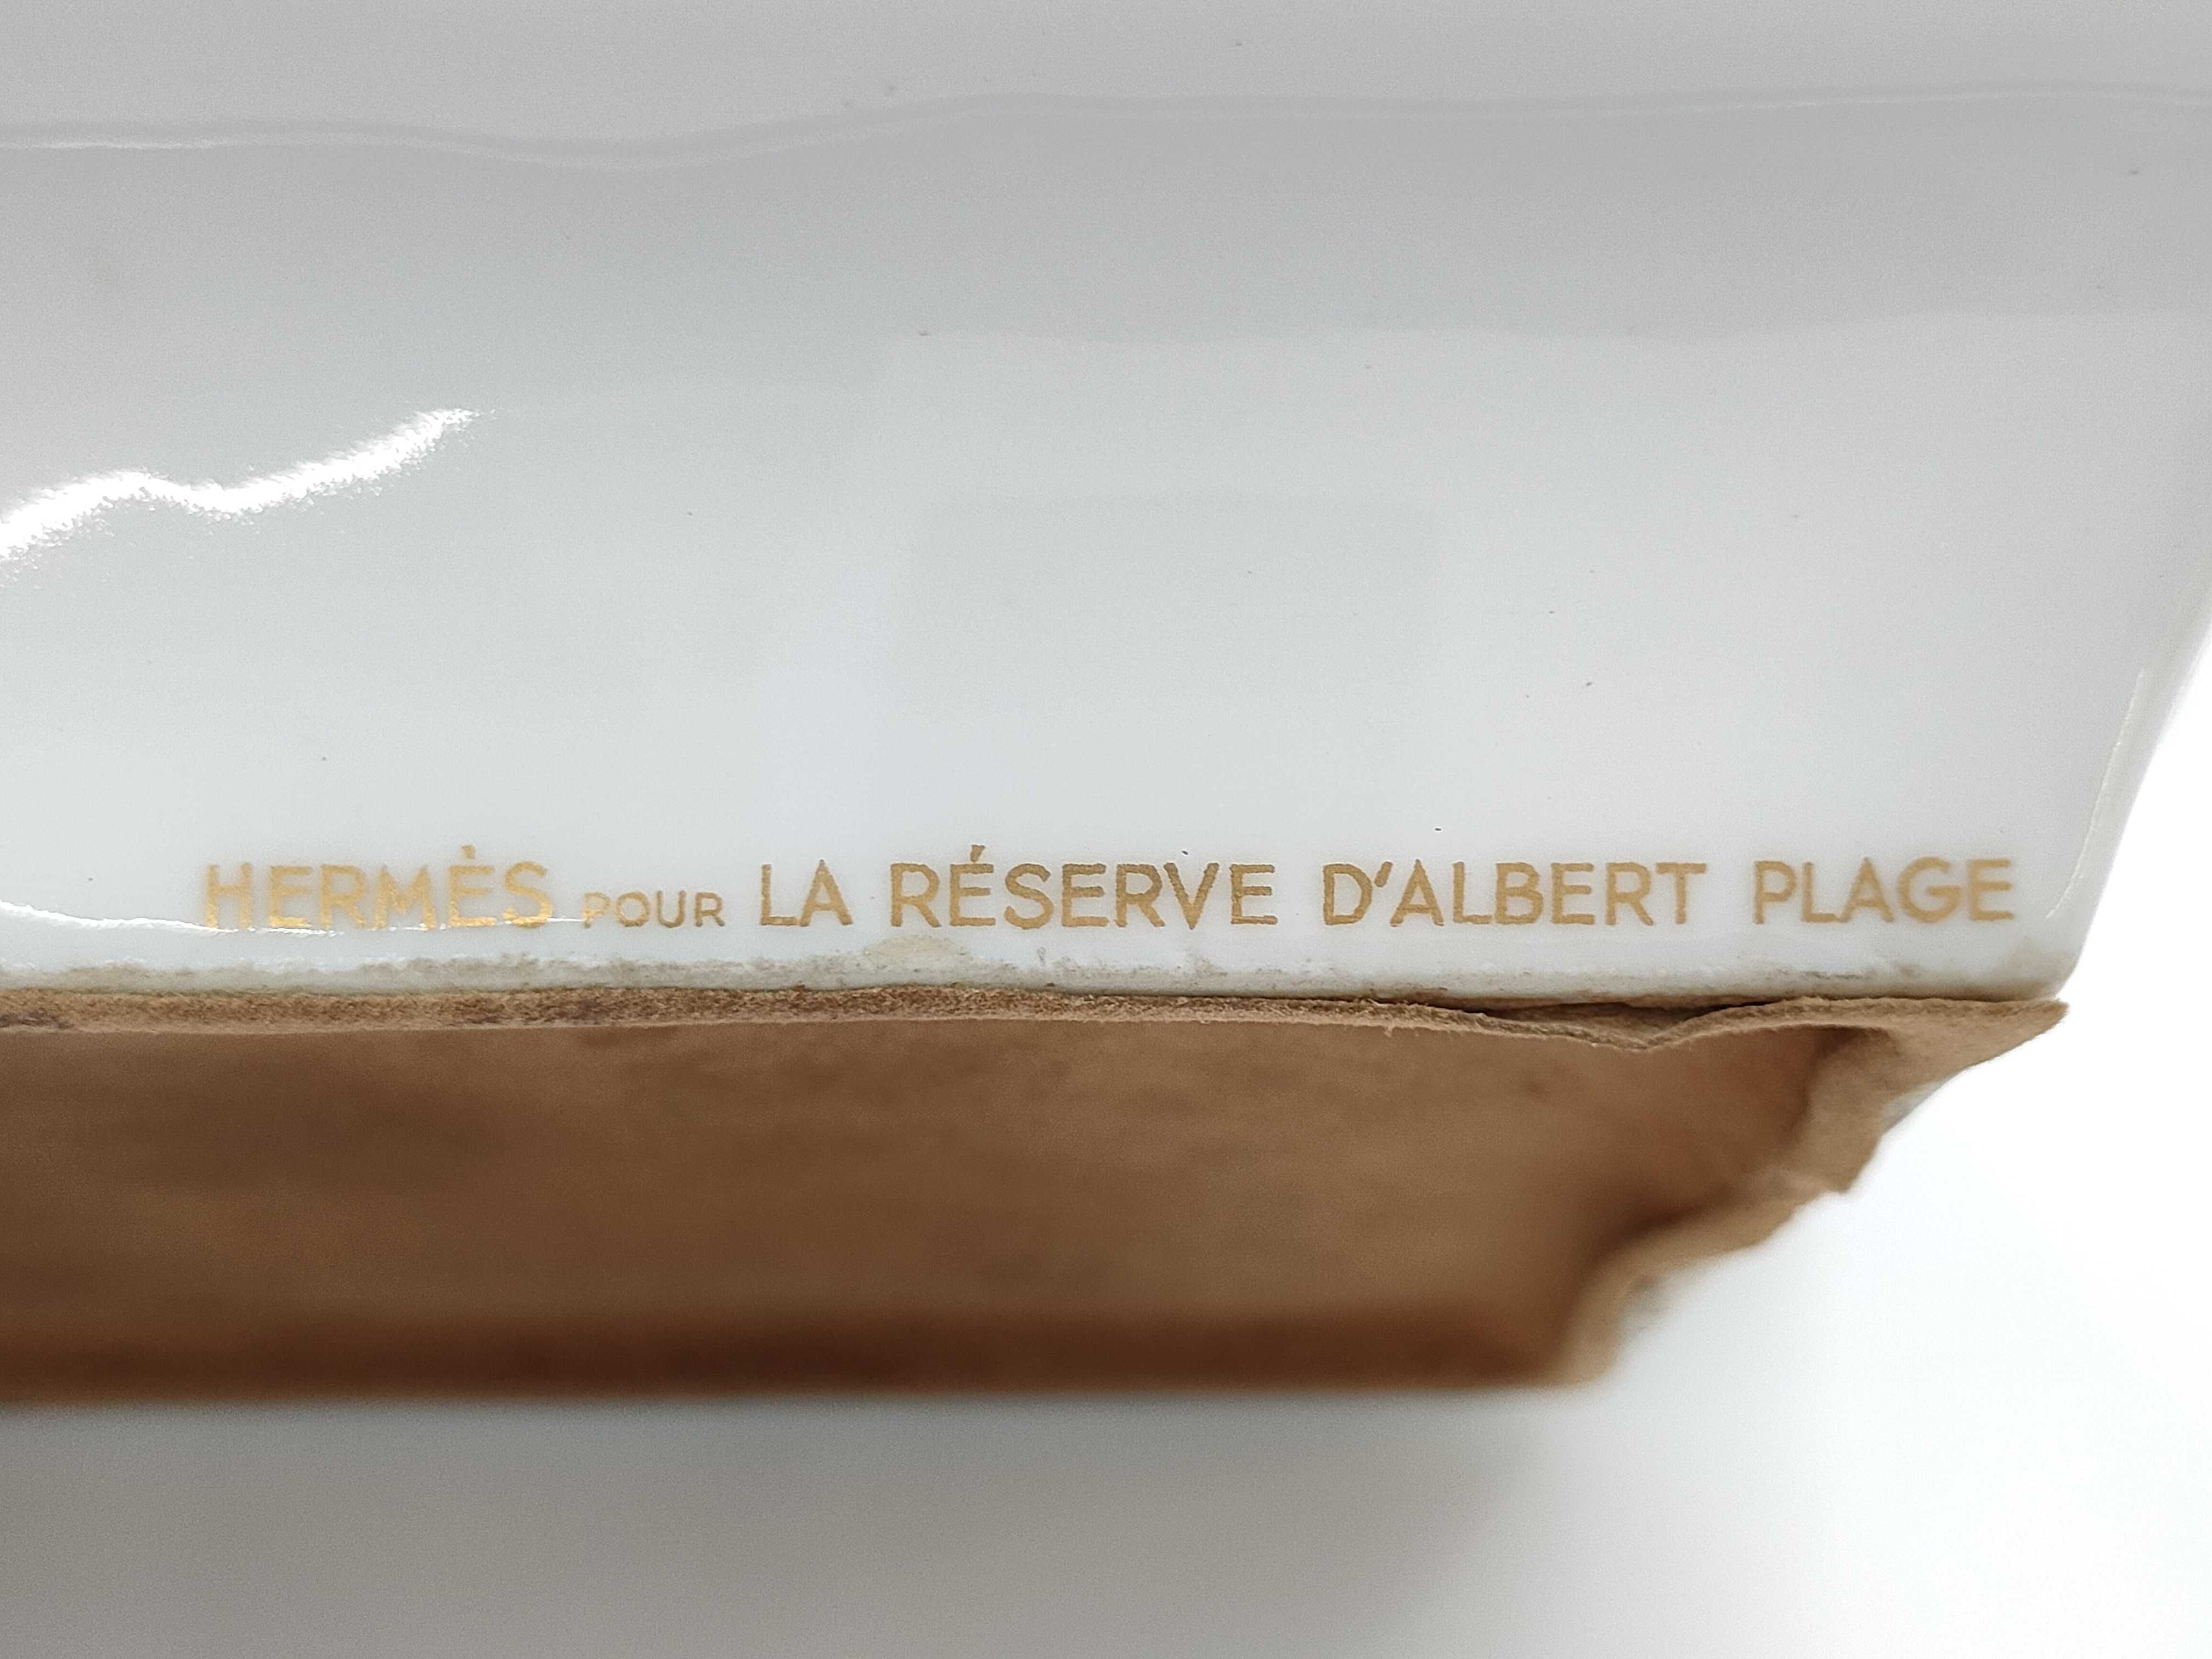 HERMÈS POUR LA RÉSERVE D'ALBERT PLAGE